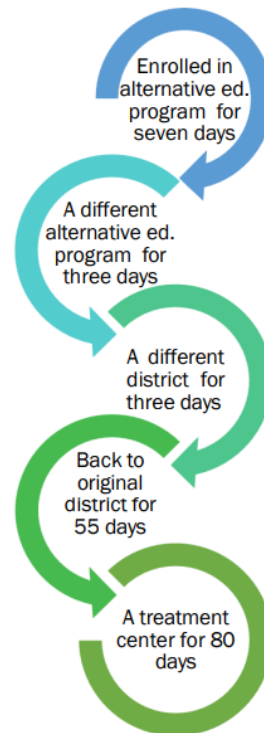 Enrolled in
alternative ed.
program for
seven days
A different
alternative ed.
program for
three days
A different
district for
three days
Back to
original
district for
55 days
A treatment
center for 80
days